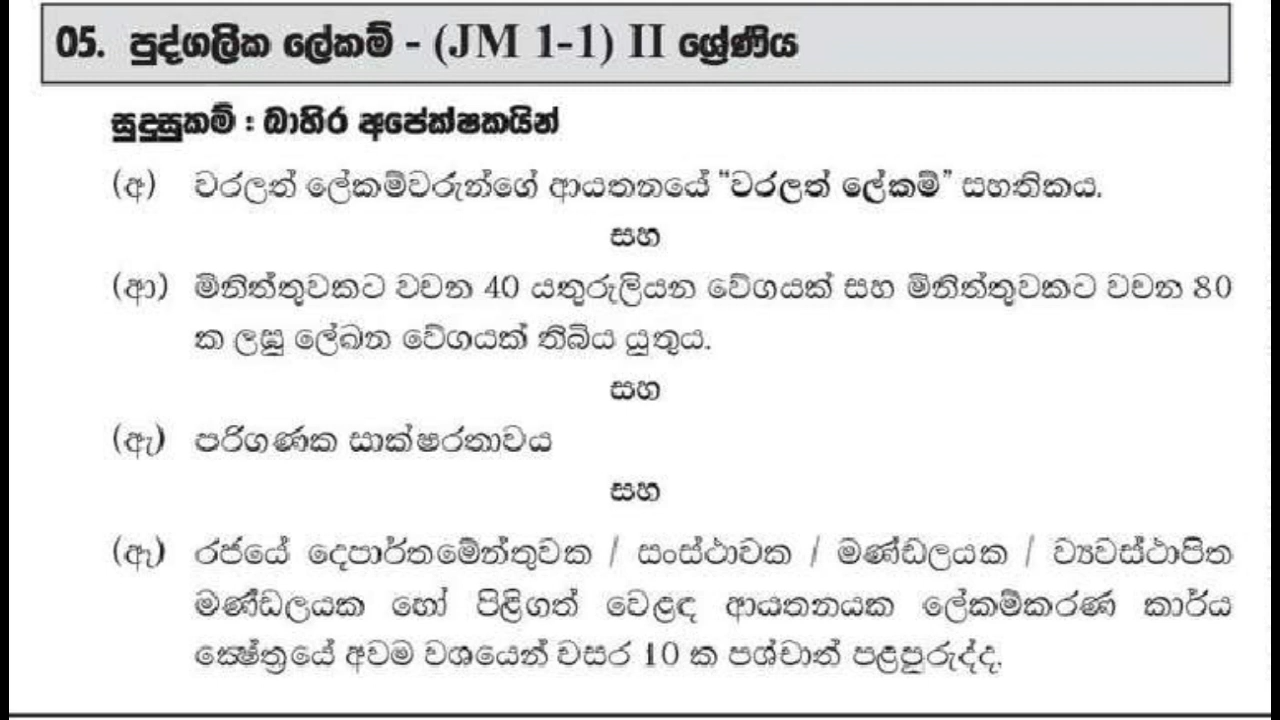 05. පුද්ගලික ලේකම් - (JM 1-1) II ශ්‍රේණිය
සුදුසුකම් : බාහිර අපේක්ෂකයින්
(අ) වරලත් ලේකම්වරුන්ගේ ආයතනයේ “වරලත් ලේකම්” සහතිකය.
සහ
(ආ) මිනිත්තුවකට වචන 40 යතුරුලියන වේගයක් සහ මිනිත්තුවකට වචන 80
ක ලඝු ලේඛන වේගයක් තිබිය යුතුය.
සහ
(ඇ) පරිගණක සාක්ෂරතාවය
සහ
(ඈ) රජයේ දෙපාර්තමේන්තුවක / සංස්ථාවක / මණ්ඩලයක / ව්‍යවස්ථාපිත
මණ්ඩලයක හෝ පිළිගත් වෙළඳ ආයතනයක ලේකම්කරණ කාර්ය
ක්‍ෂේත්‍රයේ අවම වශයෙන් වසර 10 ක පශ්චාත් පළපුරුද්ද.